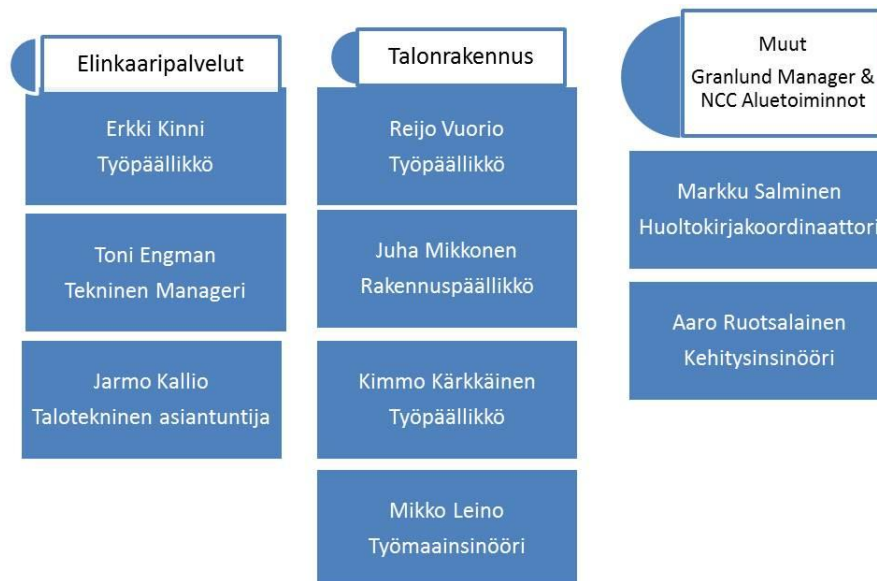 Elinkaaripalvelut
Erkki Kinni
Työpäällikkö
Toni Engman
Tekninen Manageri
Jarmo Kallio
Talotekninen asiantuntija
Talonrakennus
Reijo Vuorio
Työpäällikkö
Juha Mikkonen
Rakennuspäällikkö
Kimmo Kärkkäinen
Työpäällikkö
Mikko Leino
Työmaainsinööri
Muut
Granlund Manager &
NCC Aluetoiminnot
Markku Salminen
Huoltokirjakoordinaattori
Aaro Ruotsalainen
Kehitysinsinööri